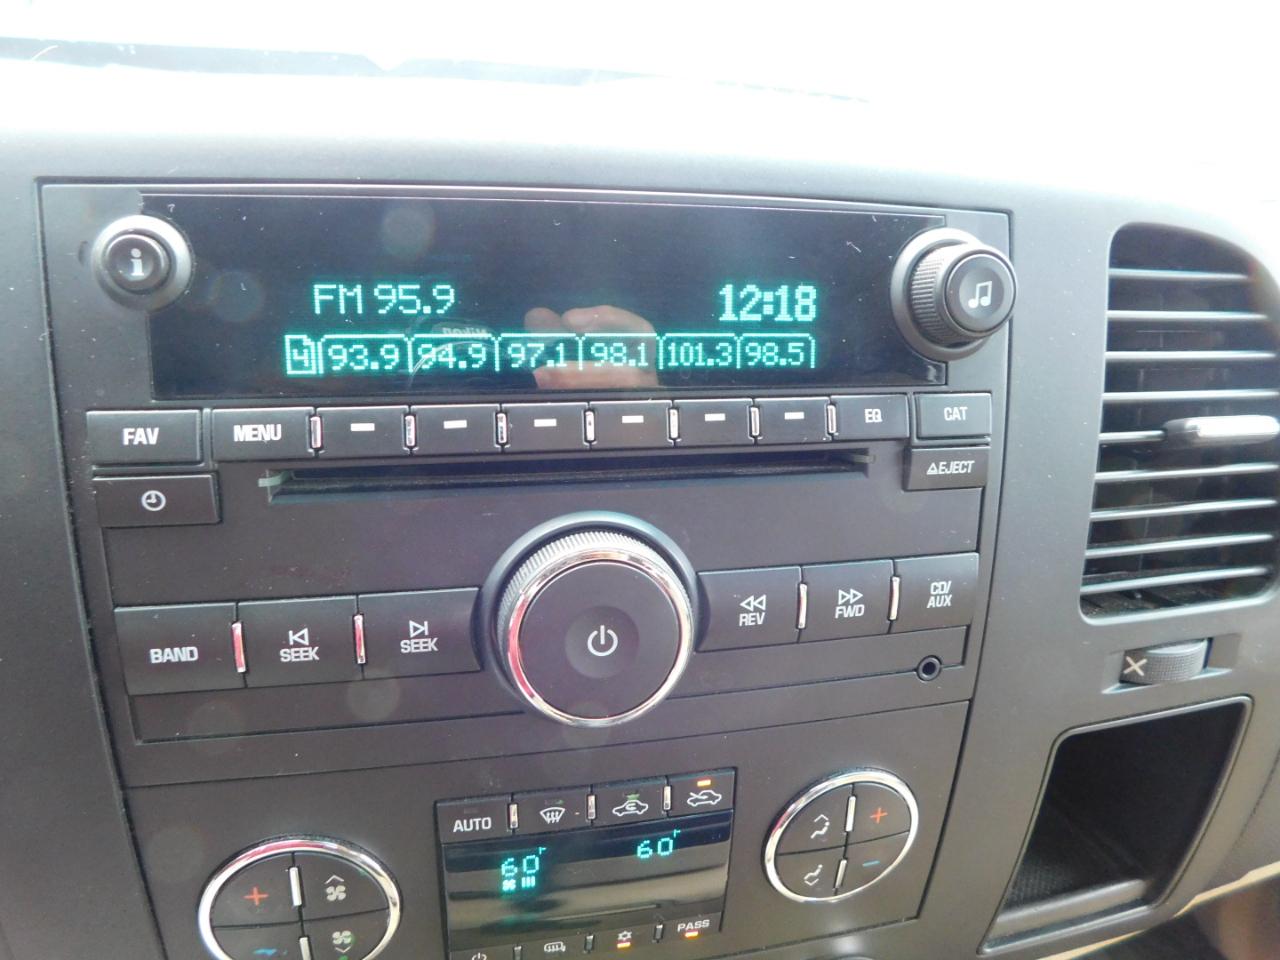 i
FM 95.9 12:18
4 93.9 94.9 97.1 98.1 101.3 98.5
FAV MENU EQ CAT
EJECT
BAND SEEK SEEK REV FWD CD/
AUX
AUTO
60° 60°
PASS